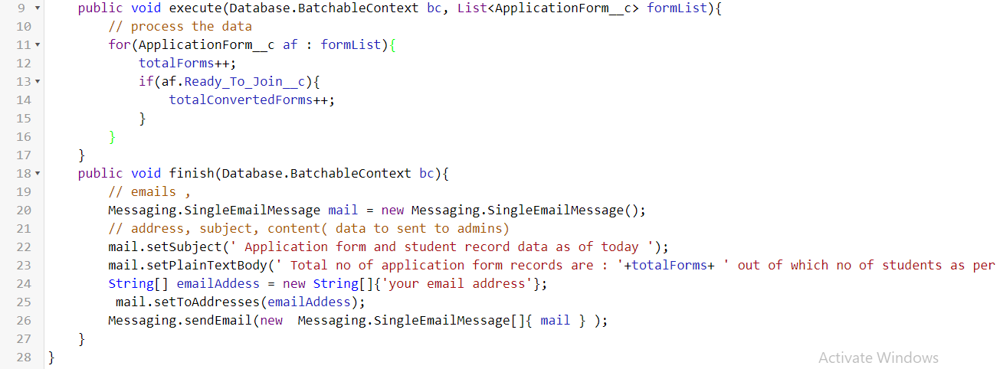 9 public void execute(Database.BatchableContext bc, List<ApplicationForm__c> formList){
10 // process the data
11 for(ApplicationForm__c af : formList){
12 totalForms++;
13 if(af.Ready_To_Join__c){
14 totalConvertedForms++;
15 }
16 }
17 }
18 public void finish(Database.BatchableContext bc){
19 // emails ,
20 Messaging.SingleEmailMessage mail = new Messaging.SingleEmailMessage();
21 // address, subject, content( data to sent to admins)
22 mail.setSubject(' Application form and student record data as of today ');
23 mail.setPlainTextBody(' Total no of application form records are : '+totalForms+ ' out of which no of students as per
24 String[] emailAddess = new String[]{'your email address'};
25 mail.setToAddresses(emailAddess);
26 Messaging.sendEmail(new  Messaging.SingleEmailMessage[]{ mail } );
27 }
28 }
Activate Windows